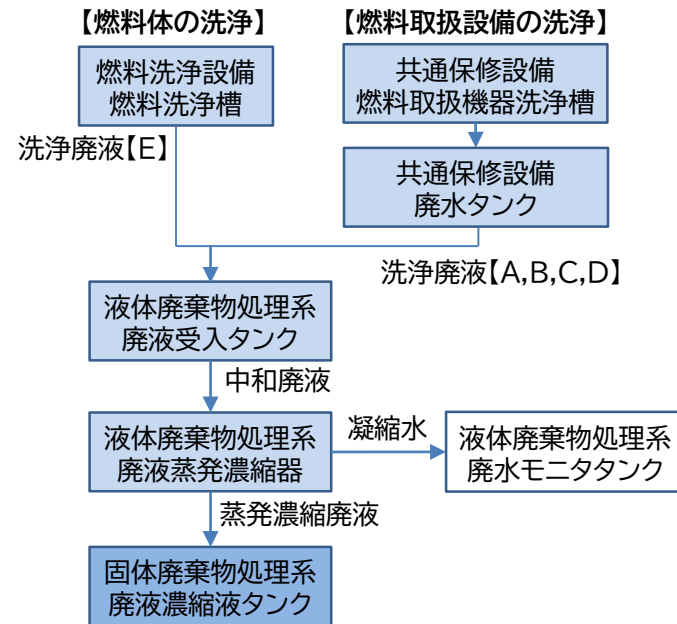 【燃料体の洗浄】
【燃料取扱設備の洗浄】
燃料洗浄設備
燃料洗浄槽
共通保修設備
燃料取扱機器洗浄槽
洗浄廃液【E】
共通保修設備
廃水タンク
洗浄廃液【A,B,C,D】
液体廃棄物処理系
廃液受入タンク
中和廃液
液体廃棄物処理系
廃液蒸発濃縮器
凝縮水
液体廃棄物処理系
廃水モニタタンク
蒸発濃縮廃液
固体廃棄物処理系
廃液濃縮液タンク